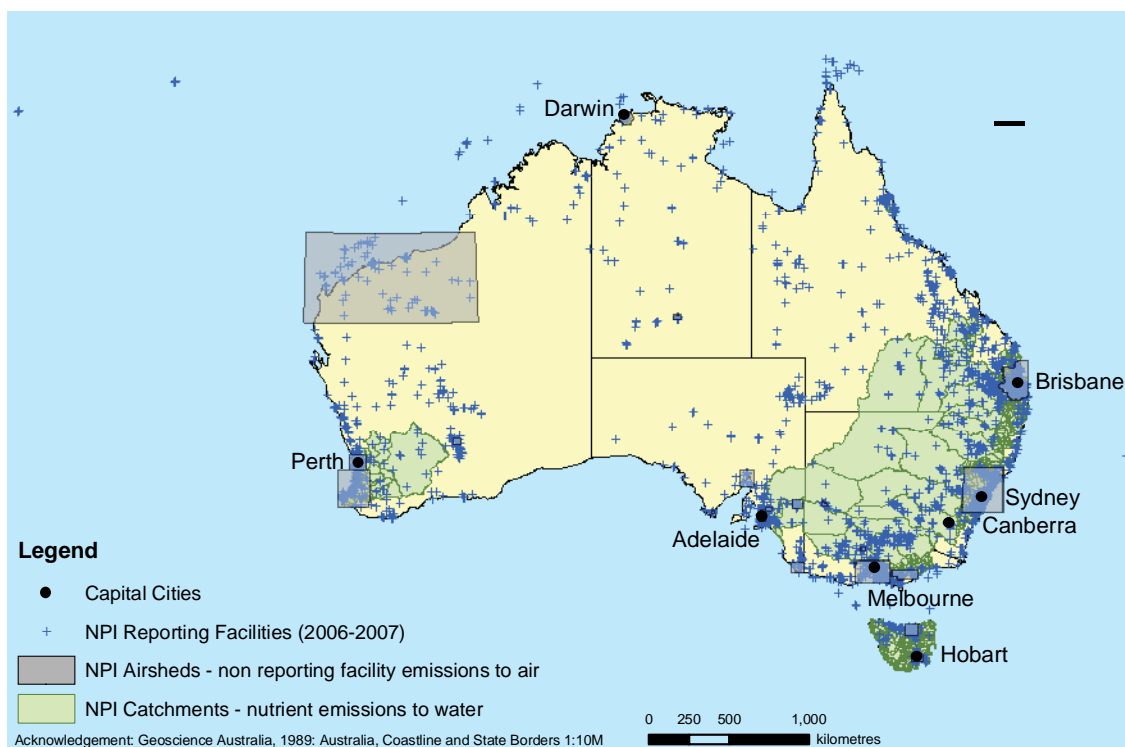 Darwin
Brisbane
Perth
Sydney
Canberra
Adelaide
Melbourne
Hobart
Legend
Capital Cities
NPI Reporting Facilities (2006-2007)
NPI Airsheds - non reporting facility emissions to air
NPI Catchments - nutrient emissions to water
0 250 500 1,000
kilometres
Acknowledgement: Geoscience Australia, 1989: Australia, Coastline and State Borders 1:10M